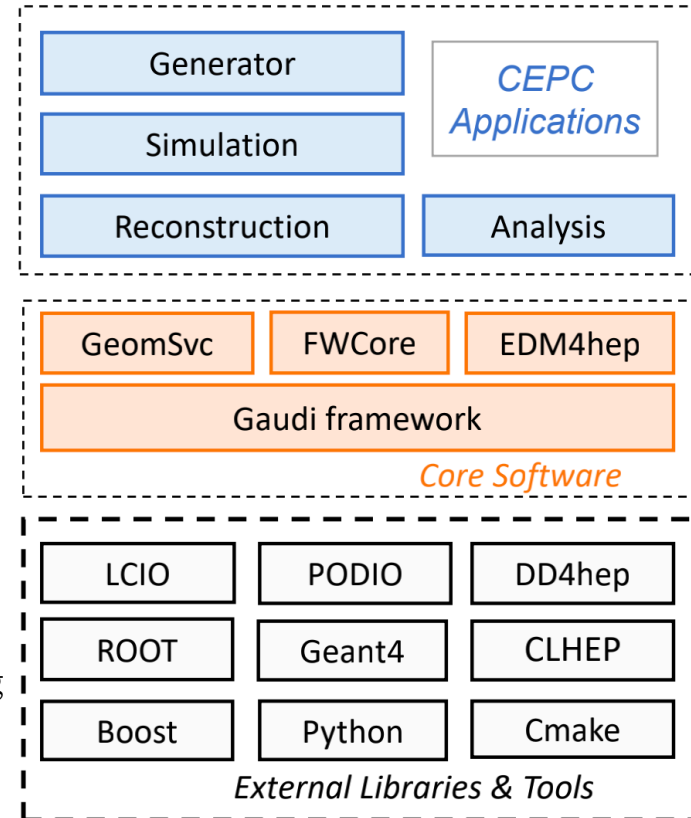 Generator
CEPC
Applications
Simulation
Reconstruction
Analysis
GeomSvc
FWCore
EDM4hep
Gaudi framework
Core Software
LCIO
PODIO
DD4hep
ROOT
Geant4
CLHEP
Boost
Python
Cmake
External Libraries & Tools